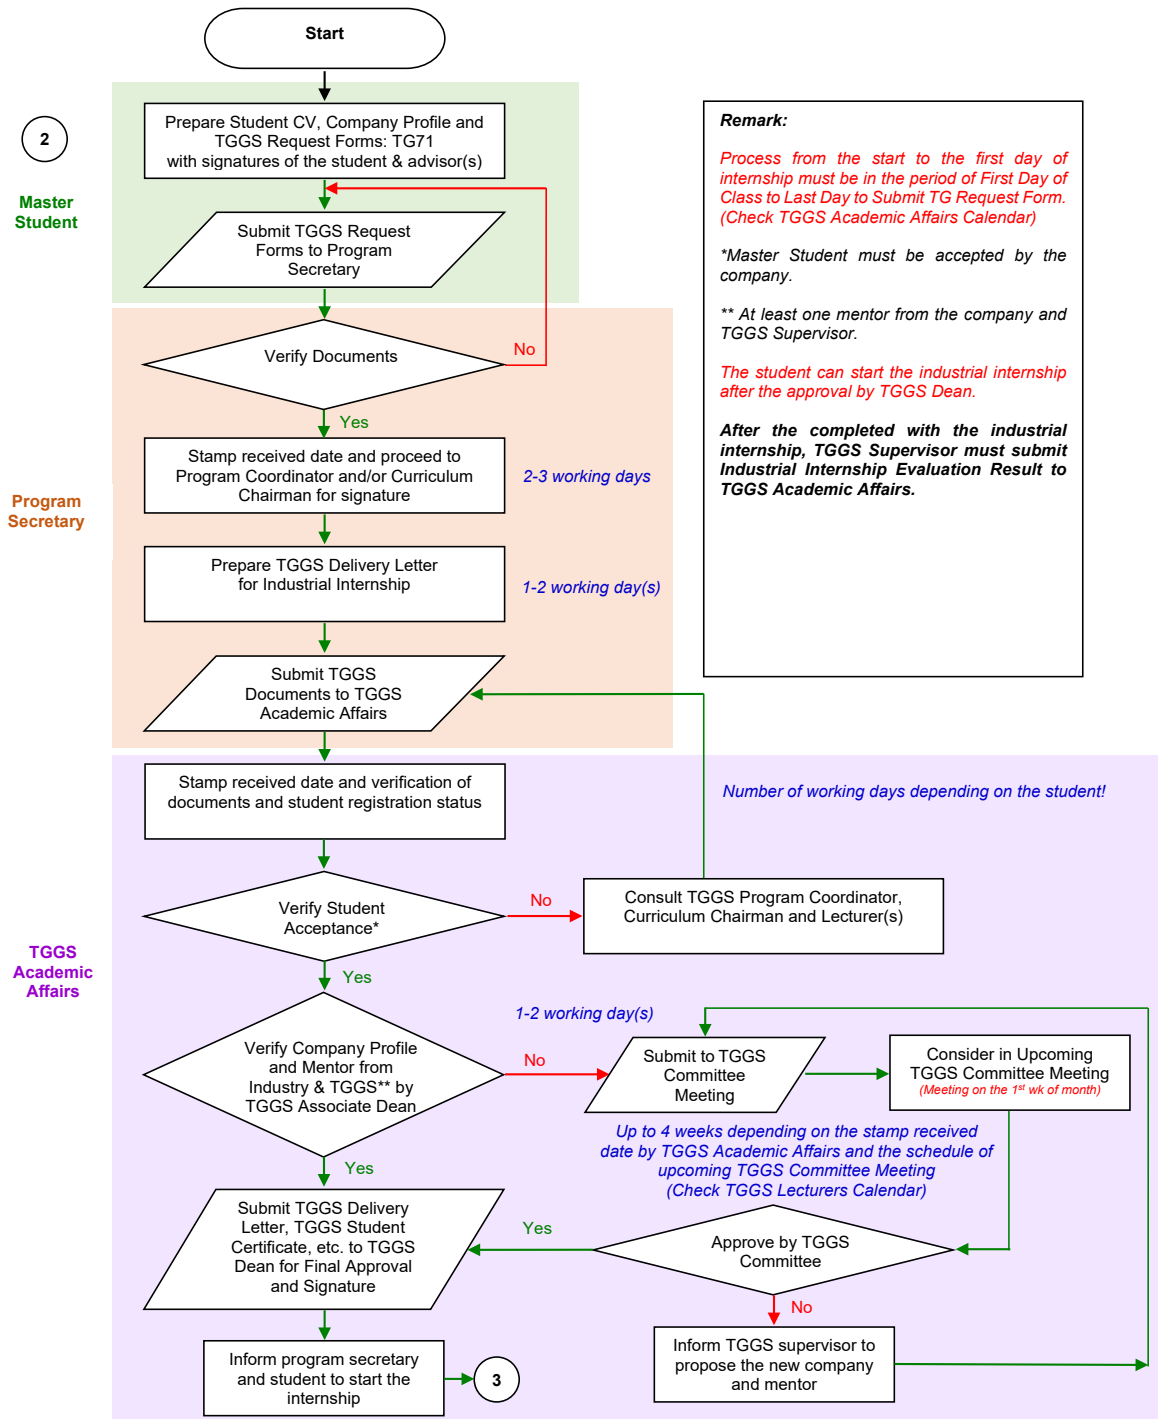 Start
2
Master
Student
Prepare Student CV, Company Profile and
TGGS Request Forms: TG71
with signatures of the student & advisor(s)
Submit TGGS Request
Forms to Program
Secretary
Remark:
Process from the start to the first day of
internship must be in the period of First Day of
Class to Last Day to Submit TG Request Form.
(Check TGGS Academic Affairs Calendar)
*Master Student must be accepted by the
company.
** At least one mentor from the company and
TGGS Supervisor.
The student can start the industrial internship
after the approval by TGGS Dean.
After the completed with the industrial
internship, TGGS Supervisor must submit
Industrial Internship Evaluation Result to
TGGS Academic Affairs.
Program
Secretary
Verify Documents
No
Yes
Stamp received date and proceed to
Program Coordinator and/or Curriculum
Chairman for signature
2-3 working days
Prepare TGGS Delivery Letter
for Industrial Internship
1-2 working day(s)
Submit TGGS
Documents to TGGS
Academic Affairs
TGGS
Academic
Affairs
Stamp received date and verification of
documents and student registration status
Number of working days depending on the student!
Verify Student
Acceptance*
No
Consult TGGS Program Coordinator,
Curriculum Chairman and Lecturer(s)
Yes
1-2 working day(s)
Verify Company Profile
and Mentor from
Industry & TGGS** by
TGGS Associate Dean
No
Submit to TGGS
Committee
Meeting
Consider in Upcoming
TGGS Committee Meeting
(Meeting on the 1st wk of month)
Up to 4 weeks depending on the stamp received
date by TGGS Academic Affairs and the schedule of
upcoming TGGS Committee Meeting
(Check TGGS Lecturers Calendar)
Yes
Submit TGGS Delivery
Letter, TGGS Student
Certificate, etc. to TGGS
Dean for Final Approval
and Signature
Yes
Approve by TGGS
Committee
No
Inform TGGS supervisor to
propose the new company
and mentor
Inform program secretary
and student to start the
internship
3